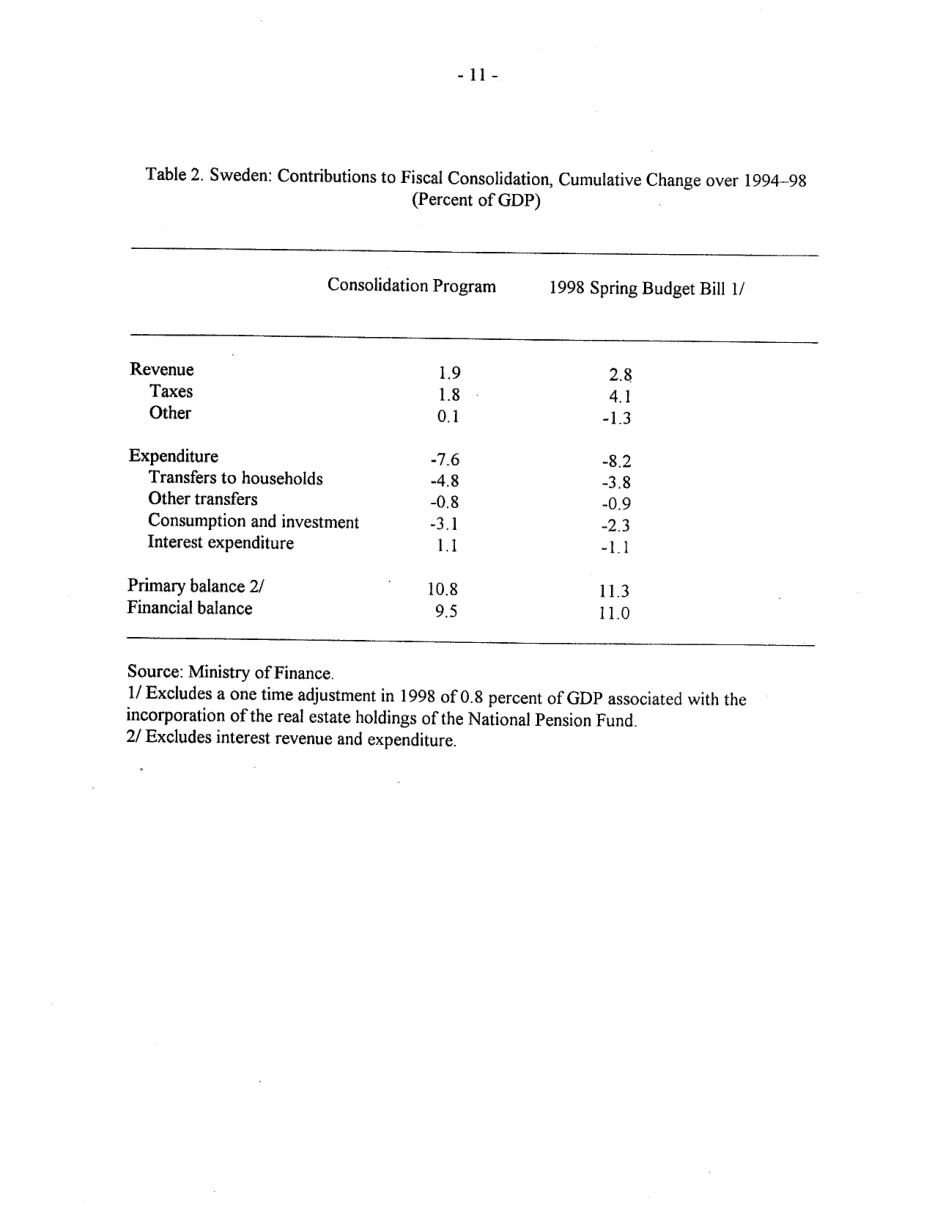 - 11 -
Table 2. Sweden: Contributions to Fiscal Consolidation, Cumulative Change over 1994–98
(Percent of GDP)
Consolidation Program 1998 Spring Budget Bill 1/
Revenue 1.9 2.8
Taxes 1.8 4.1
Other 0.1 -1.3
Expenditure -7.6 -8.2
Transfers to households -4.8 -3.8
Other transfers -0.8 -0.9
Consumption and investment -3.1 -2.3
Interest expenditure 1.1 -1.1
Primary balance 2/ 10.8 11.3
Financial balance 9.5 11.0
Source: Ministry of Finance.
1/ Excludes a one time adjustment in 1998 of 0.8 percent of GDP associated with the
incorporation of the real estate holdings of the National Pension Fund.
2/ Excludes interest revenue and expenditure.